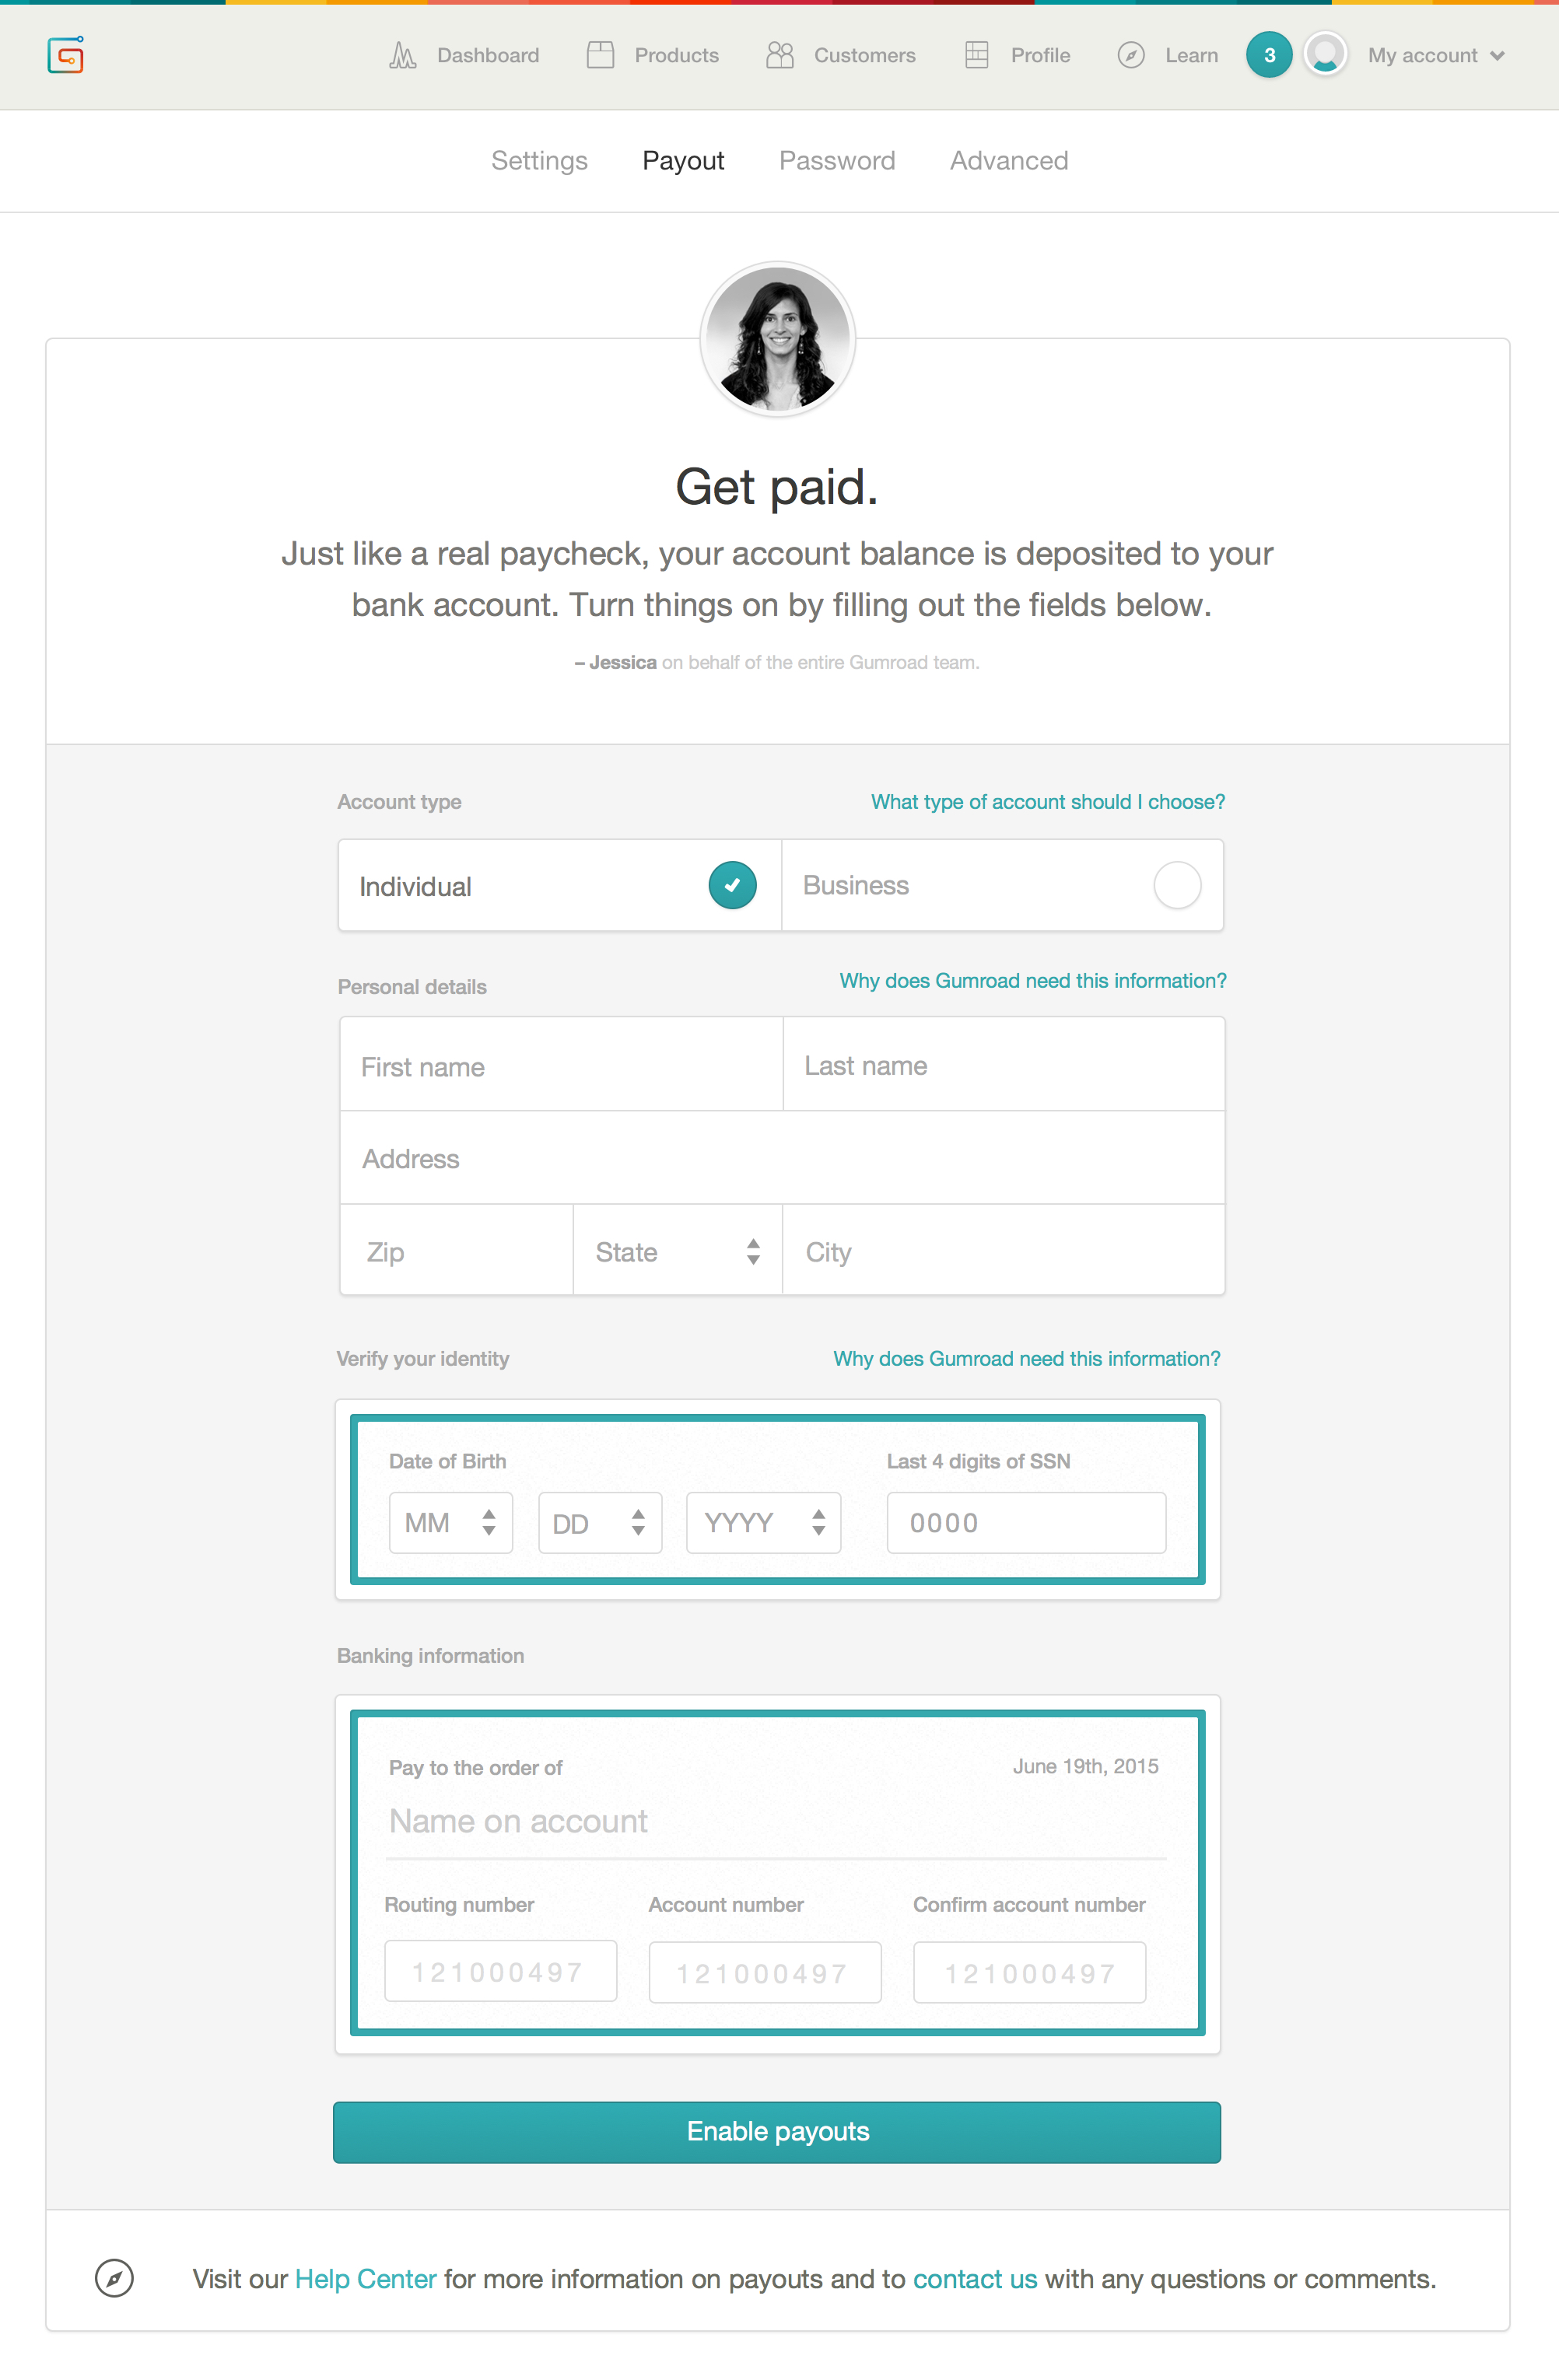 Dashboard Products Customers Profile Learn 3 My account
Settings Payout Password Advanced
Get paid.
Just like a real paycheck, your account balance is deposited to your
bank account. Turn things on by filling out the fields below.
– Jessica on behalf of the entire Gumroad team.
Account type What type of account should I choose?
Individual Business
Personal details Why does Gumroad need this information?
First name Last name
Address
Zip State City
Verify your identity Why does Gumroad need this information?
Date of Birth Last 4 digits of SSN
MM DD YYYY 0000
Banking information
Pay to the order of June 19th, 2015
Name on account
Routing number Account number Confirm account number
121000497 121000497 121000497
Enable payouts
Visit our Help Center for more information on payouts and to contact us with any questions or comments.